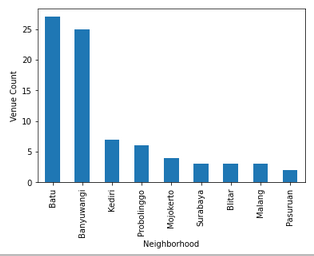 Venue Count
25
20
15
10
5
0
Batu
Banyuwangi
Kediri
Probolinggo
Mojokerto
Surabaya
Blitar
Malang
Pasuruan
Neighborhood